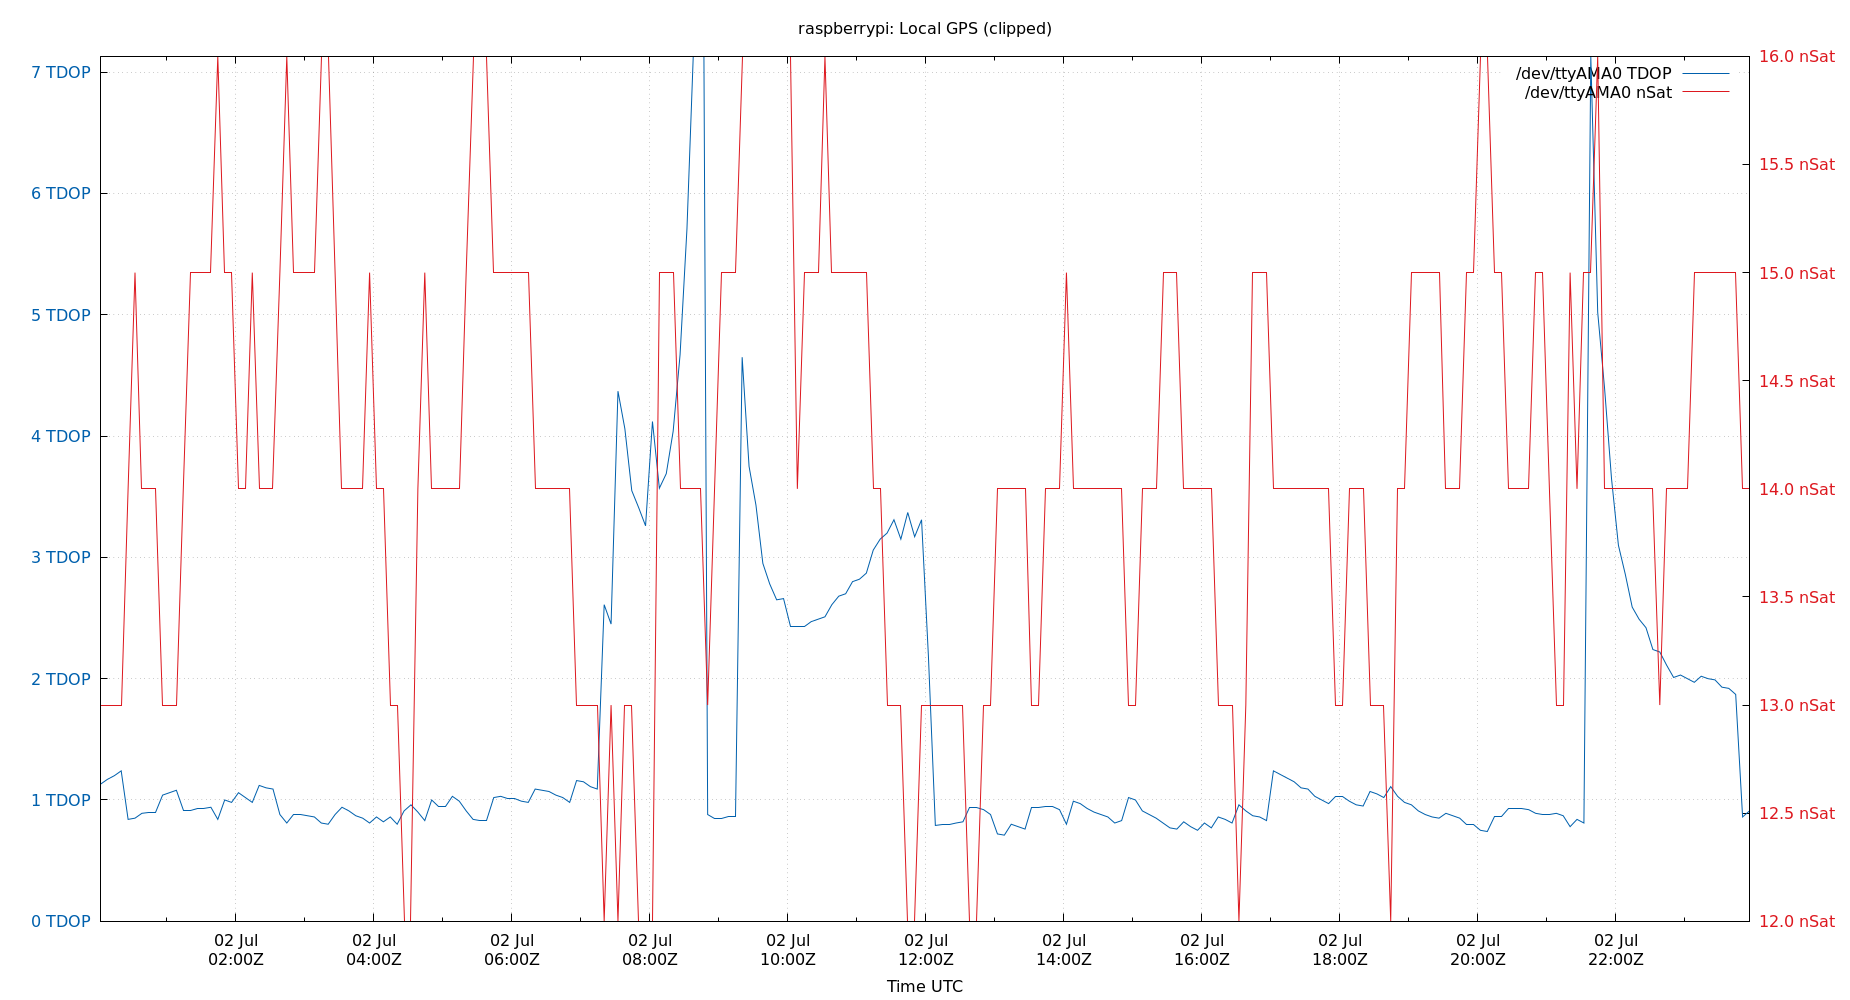 raspberrypi: Local GPS (clipped)
7 TDOP
6 TDOP
5 TDOP
4 TDOP
3 TDOP
2 TDOP
1 TDOP
0 TDOP
16.0 nSat
15.5 nSat
15.0 nSat
14.5 nSat
14.0 nSat
13.5 nSat
13.0 nSat
12.5 nSat
12.0 nSat
/dev/ttyAMA0 TDOP
/dev/ttyAMA0 nSat
02 Jul
02:00Z
02 Jul
04:00Z
02 Jul
06:00Z
02 Jul
08:00Z
02 Jul
10:00Z
02 Jul
12:00Z
02 Jul
14:00Z
02 Jul
16:00Z
02 Jul
18:00Z
02 Jul
20:00Z
02 Jul
22:00Z
Time UTC